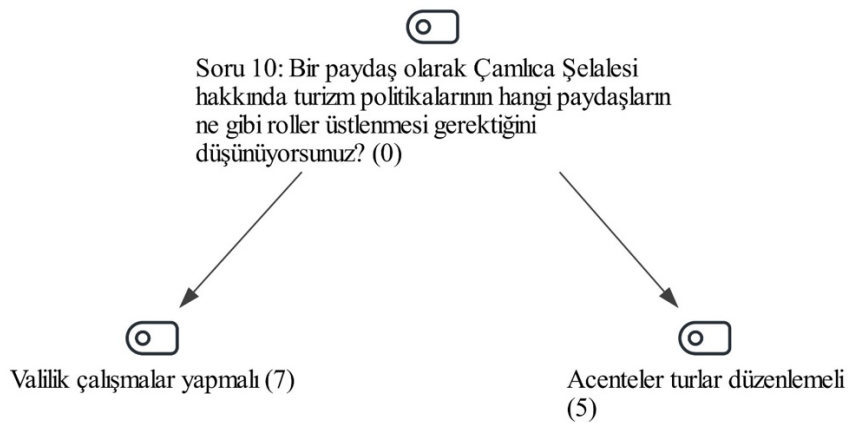 Soru 10: Bir paydaş olarak Çamlıca Şelalesi
hakkında turizm politikalarının hangi paydaşların
ne gibi roller üstlenmesi gerektiğini
düşünüyorsunuz? (0)
Valilik çalışmalar yapmalı (7)
Acenteler turlar düzenlemeli
(5)